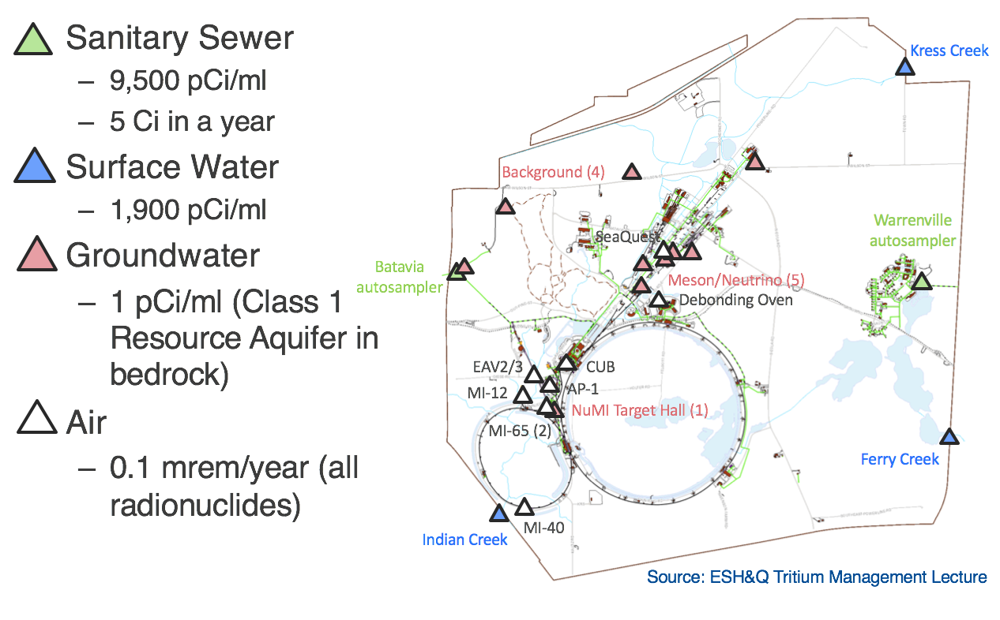 Sanitary Sewer
– 9,500 pCi/ml
– 5 Ci in a year
Surface Water
– 1,900 pCi/ml
Groundwater
– 1 pCi/ml (Class 1
Resource Aquifer in
bedrock)
Air
– 0.1 mrem/year (all
radionuclides)
Kress Creek
Background (4)
Warrenville
autosampler
SeaQuest
Batavia
autosampler
Meson/Neutrino (5)
Debonding Oven
EAV2/3
CUB
MI-12
AP-1
NuMI Target Hall (1)
MI-65 (2)
Ferry Creek
MI-40
Indian Creek
Source: ESH&Q Tritium Management Lecture